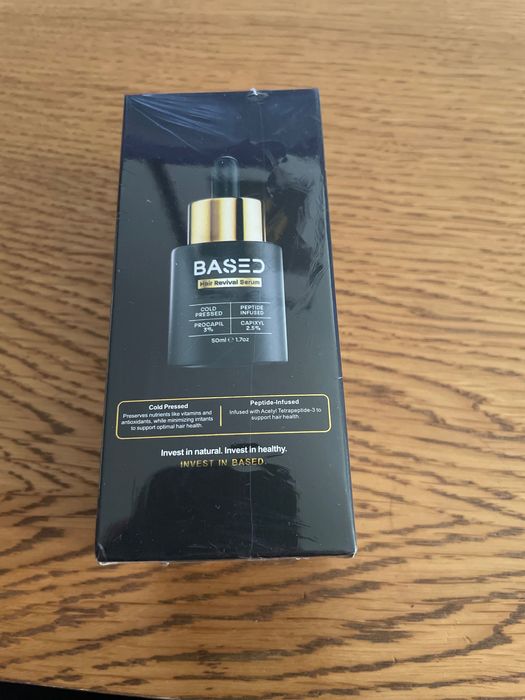 BASED
Hair Revival Serum
COLD PRESSED
PEPTIDE INFUSED
PROCAPIL 3%
CAPIXYL 2.5%
50ml ℮ 1.7oz
Cold Pressed
Preserves nutrients like vitamins and
antioxidants, while minimizing irritants
to support optimal hair health.
Peptide-Infused
Infused with Acetyl Tetrapeptide-3 to
support hair health.
Invest in natural. Invest in healthy.
INVEST IN BASED.